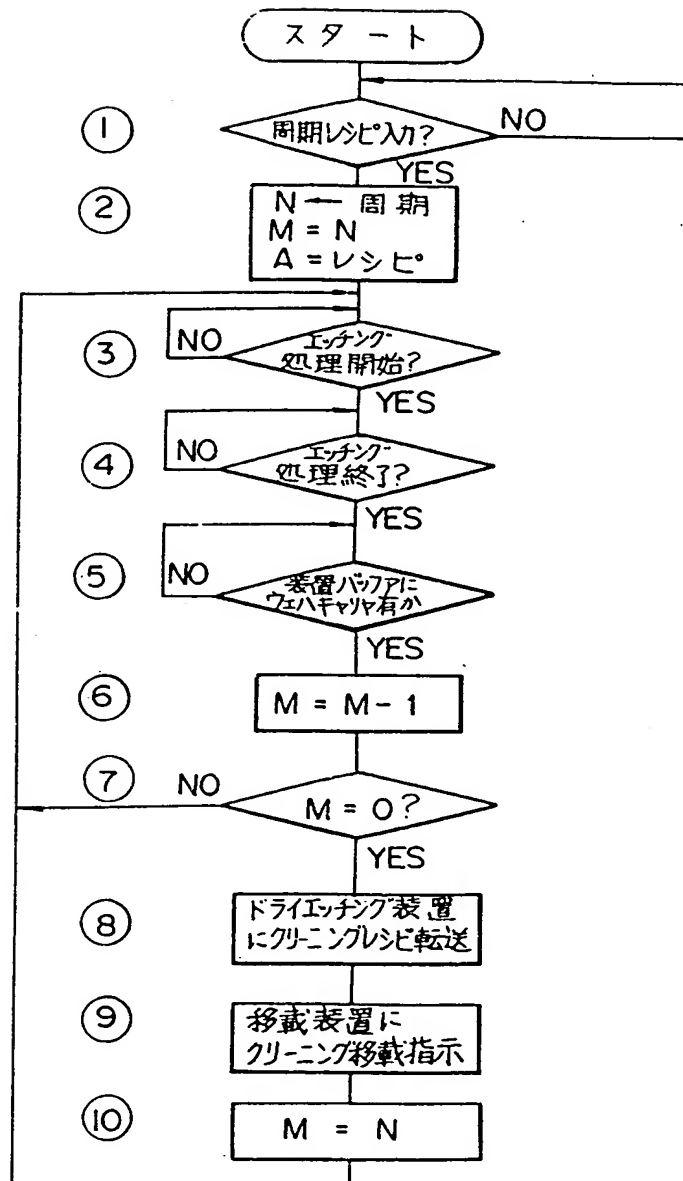 スタート
① 周期レシピ入力? NO
YES
② N ← 周期
M = N
A = レシピ
③ NO エッチング
処理開始?
YES
④ NO エッチング
処理終了?
YES
⑤ NO 装置バッファに
ウェハキャリヤ有か
YES
⑥ M = M - 1
⑦ NO M = 0?
YES
⑧ ドライエッチング装置
にクリーニングレシピ転送
⑨ 移載装置に
クリーニング移載指示
⑩ M = N